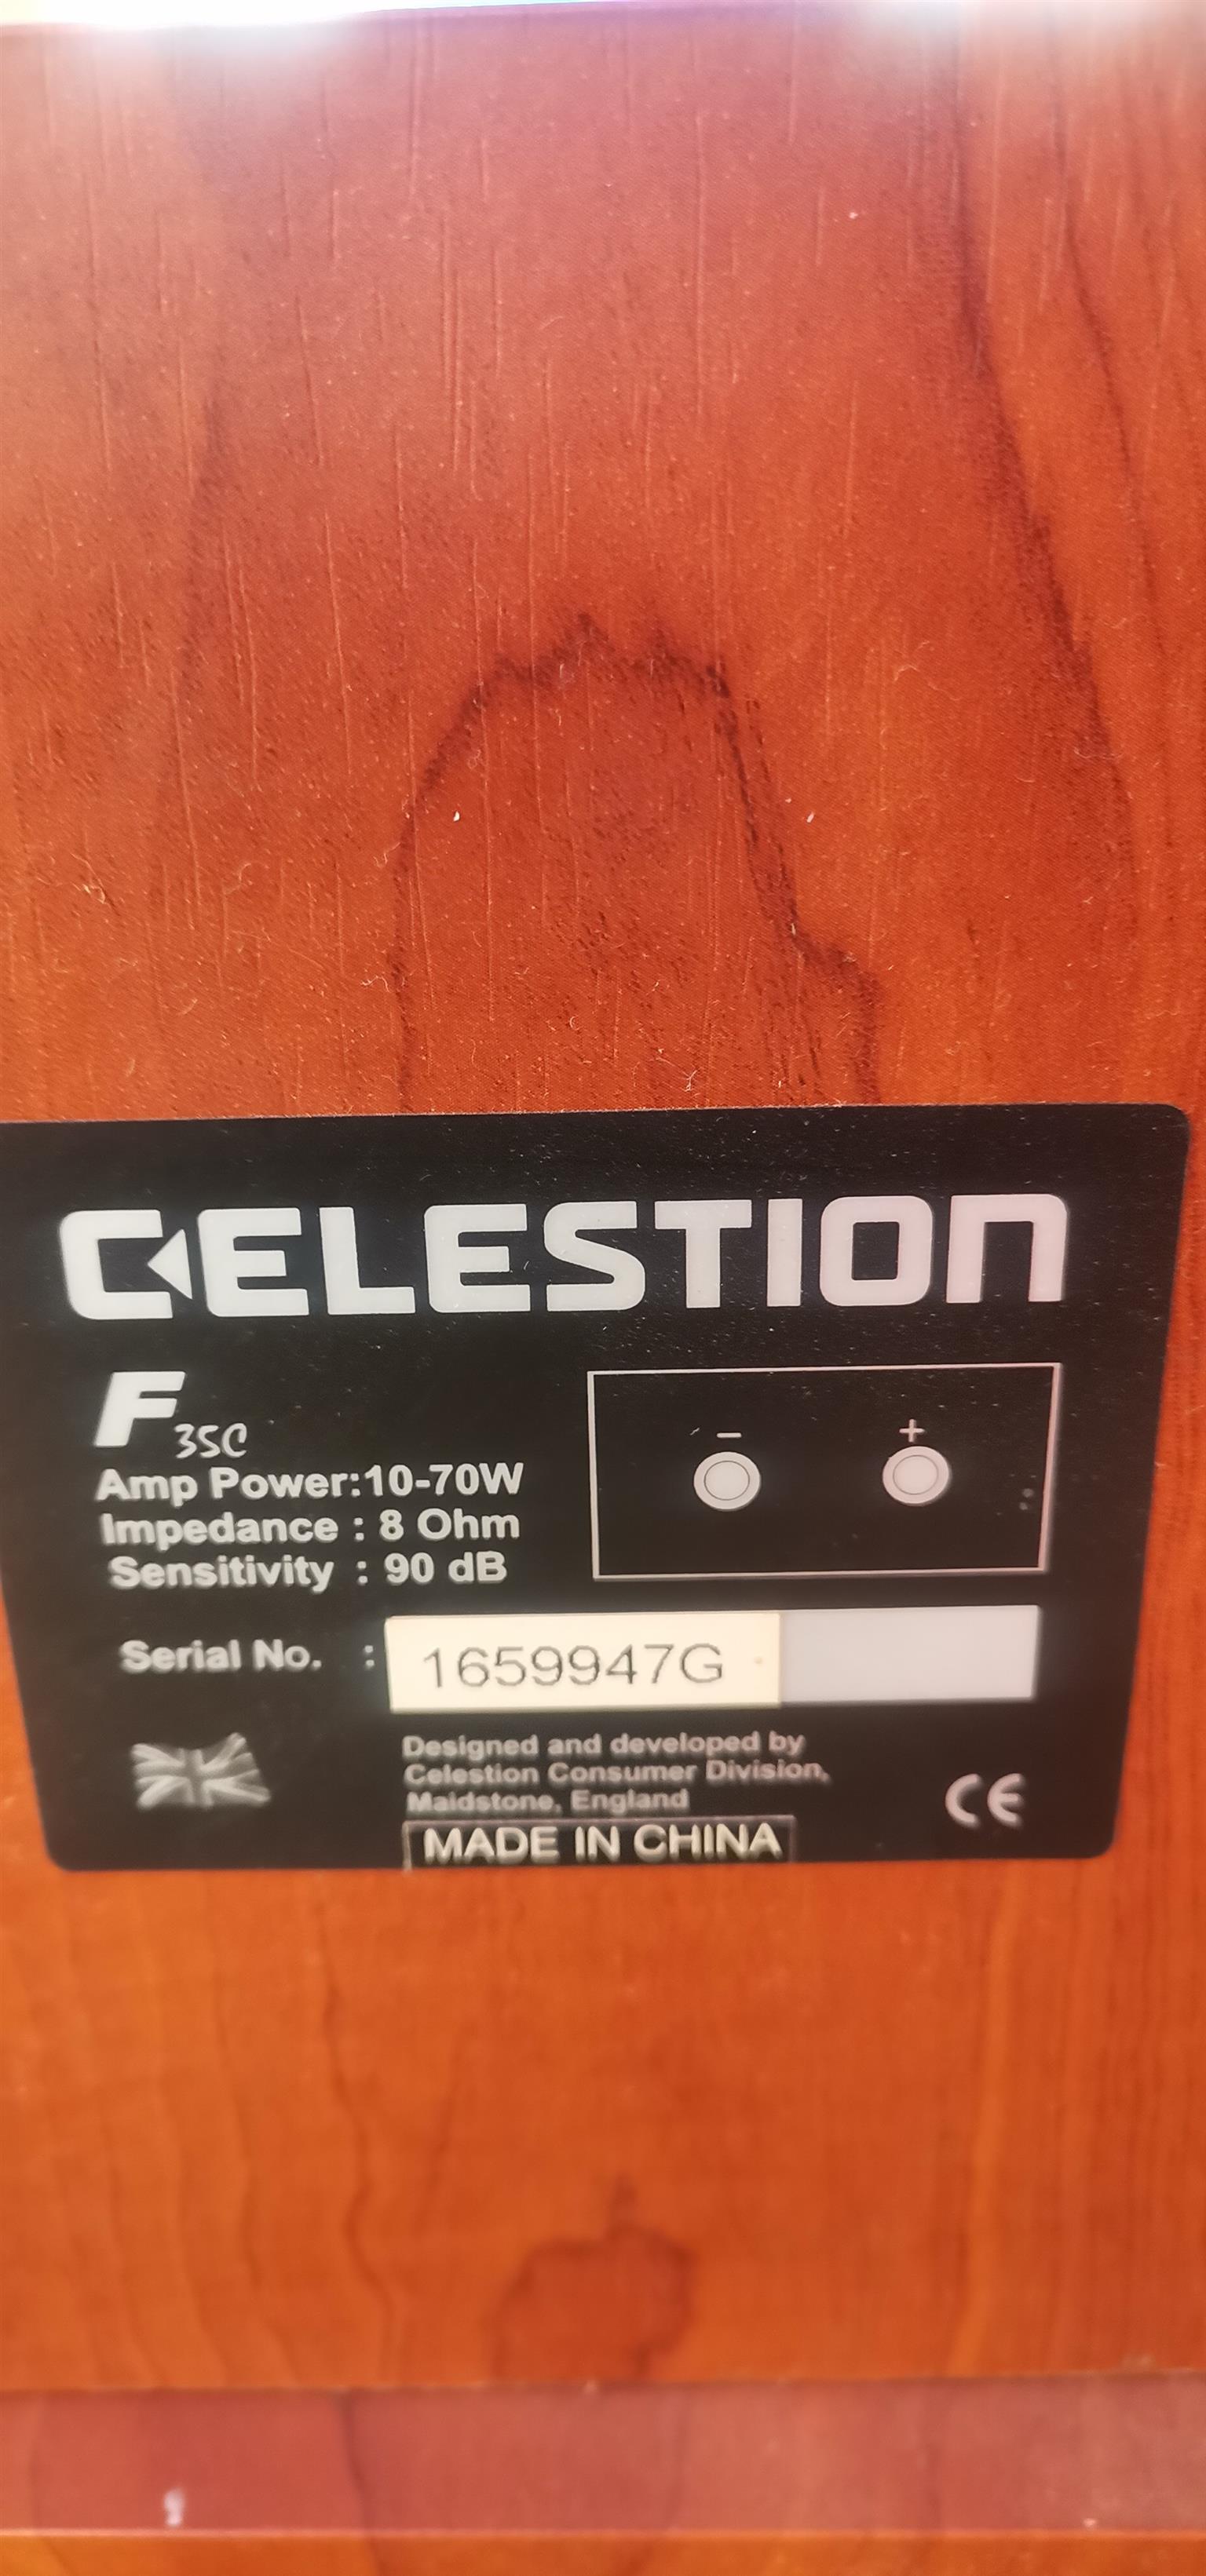 CELESTION
F35C
- +
Amp Power:10-70W
Impedance : 8 Ohm
Sensitivity : 90 dB
Serial No. : 1659947G
Designed and developed by
Celestion Consumer Division,
Maidstone, England
MADE IN CHINA
CE